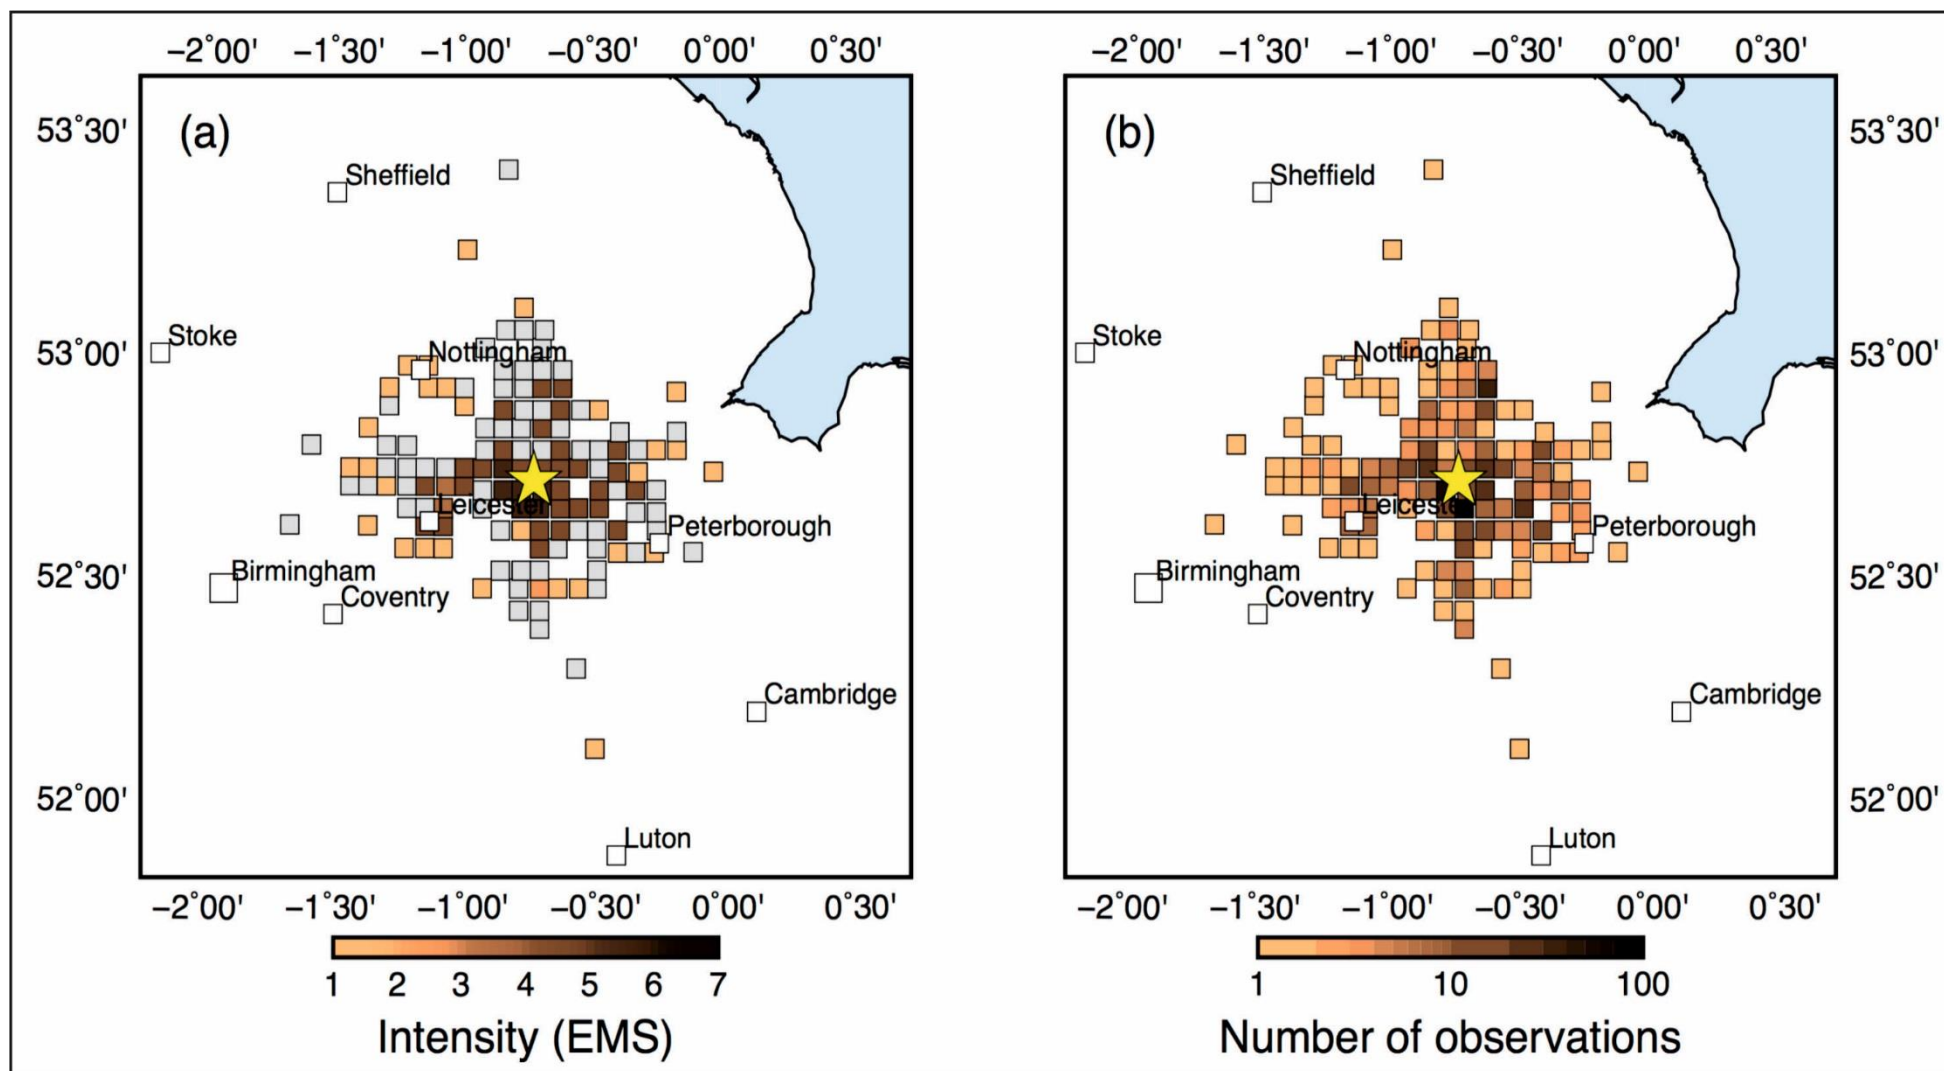 −2˚00' −1˚30' −1˚00' −0˚30' 0˚00' 0˚30'
53˚30'
53˚00'
52˚30'
52˚00'
(a)
Sheffield
Stoke
Nottingham
Leicester
Peterborough
Birmingham
Coventry
Cambridge
Luton
−2˚00' −1˚30' −1˚00' −0˚30' 0˚00' 0˚30'
1 2 3 4 5 6 7
Intensity (EMS)
−2˚00' −1˚30' −1˚00' −0˚30' 0˚00' 0˚30'
(b)
Sheffield
Stoke
Nottingham
Leicester
Peterborough
Birmingham
Coventry
Cambridge
Luton
53˚30'
53˚00'
52˚30'
52˚00'
−2˚00' −1˚30' −1˚00' −0˚30' 0˚00' 0˚30'
1 10 100
Number of observations